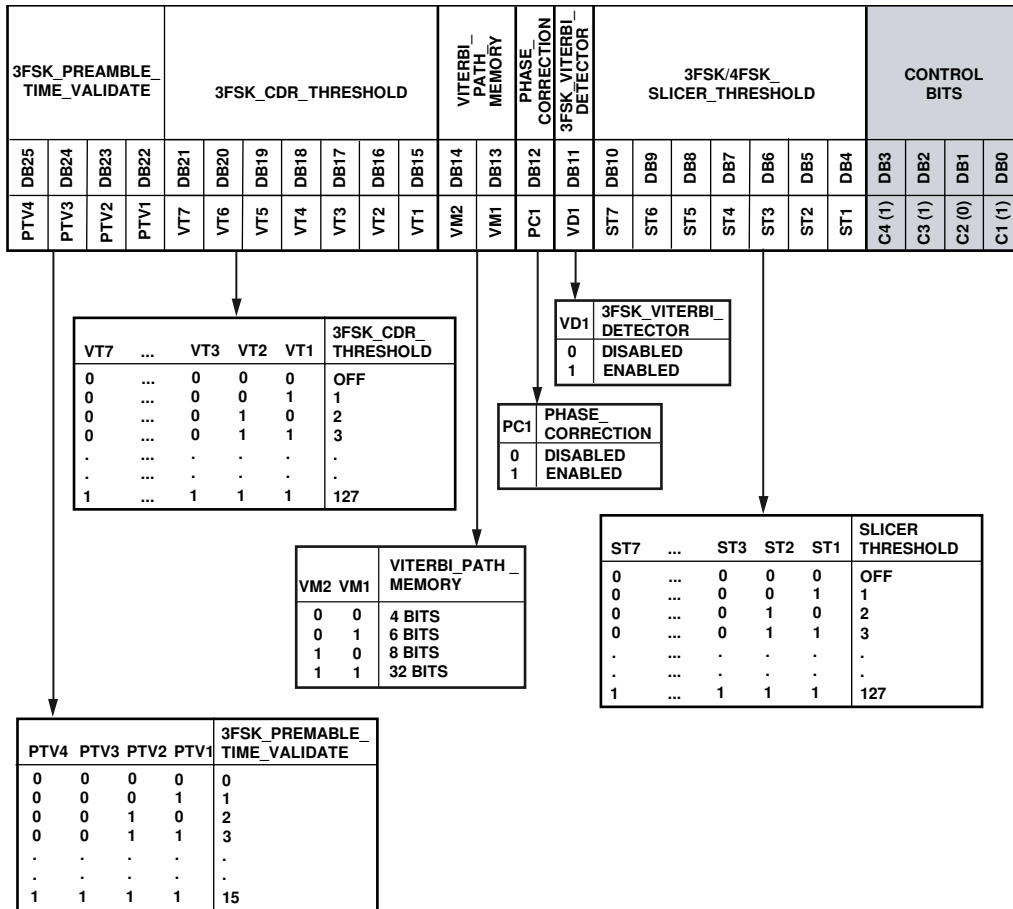 3FSK_PREAMBLE_
TIME_VALIDATE
3FSK_CDR_THRESHOLD
VITERBI_
PATH_
MEMORY
PHASE_
CORRECTION
3FSK_VITERBI_
DETECTOR
3FSK/4FSK_
SLICER_THRESHOLD
CONTROL
BITS
DB25 DB24 DB23 DB22 DB21 DB20 DB19 DB18 DB17 DB16 DB15 DB14 DB13 DB12 DB11 DB10 DB9 DB8 DB7 DB6 DB5 DB4 DB3 DB2 DB1 DB0
PTV4 PTV3 PTV2 PTV1 VT7 VT6 VT5 VT4 VT3 VT2 VT1 VM2 VM1 PC1 VD1 ST7 ST6 ST5 ST4 ST3 ST2 ST1 C4 (1) C3 (1) C2 (0) C1 (1)
VT7 ... VT3 VT2 VT1 3FSK_CDR_
THRESHOLD
0 ... 0 0 0 OFF
0 ... 0 0 1 1
0 ... 0 1 0 2
0 ... 0 1 1 3
. ... . . . .
. ... . . . .
1 ... 1 1 1 127
VD1 3FSK_VITERBI_
DETECTOR
0 DISABLED
1 ENABLED
PC1 PHASE_
CORRECTION
0 DISABLED
1 ENABLED
VM2 VM1 VITERBI_PATH _
MEMORY
0 0 4 BITS
0 1 6 BITS
1 0 8 BITS
1 1 32 BITS
ST7 ... ST3 ST2 ST1 SLICER
THRESHOLD
0 ... 0 0 0 OFF
0 ... 0 0 1 1
0 ... 0 1 0 2
0 ... 0 1 1 3
. ... . . . .
. ... . . . .
1 ... 1 1 1 127
PTV4 PTV3 PTV2 PTV1 3FSK_PREMABLE_
TIME_VALIDATE
0 0 0 0 0
0 0 0 1 1
0 0 1 0 2
0 0 1 1 3
. . . . .
. . . . .
1 1 1 1 15